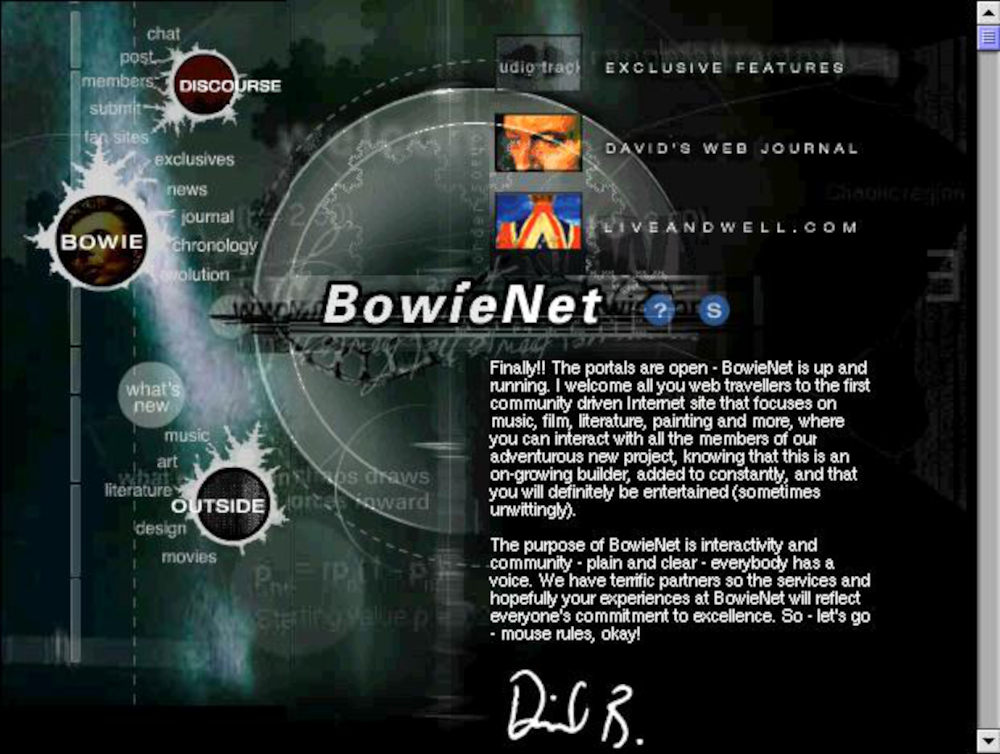 chat
post
members
submit
fan sites
DISCOURSE
exclusives
news
journal
chronology
evolution
BOWIE
udio track
EXCLUSIVE FEATURES
DAVID'S WEB JOURNAL
LIVEANDWELL.COM
BowieNet
?
S
what's
new
music
art
literature
design
movies
OUTSIDE
Finally!! The portals are open - BowieNet is up and
running. I welcome all you web travellers to the first
community driven Internet site that focuses on
music, film, literature, painting and more, where
you can interact with all the members of our
adventurous new project, knowing that this is an
on-growing builder, added to constantly, and that
you will definitely be entertained (sometimes
unwittingly).
The purpose of BowieNet is interactivity and
community - plain and clear - everybody has a
voice. We have terrific partners so the services and
hopefully your experiences at BowieNet will reflect
everyone's commitment to excellence. So - let's go
- mouse rules, okay!
David B.
draws
inward
Starting value p